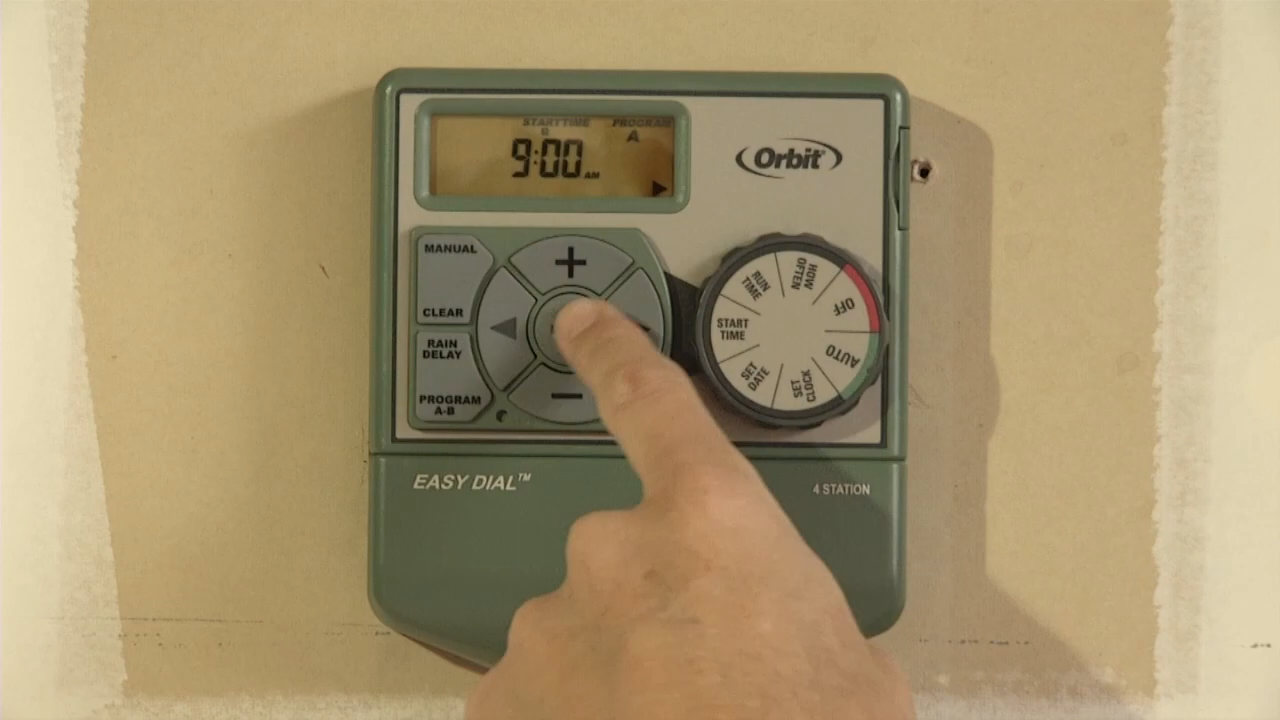 START TIME PROGRAM
B A
9:00 AM
Orbit
MANUAL
CLEAR
RAIN
DELAY
PROGRAM
A-B
+
−
HOW
OFTEN
RUN
TIME
OFF
START
TIME
AUTO
SET
DATE
SET
CLOCK
EASY DIAL™
4 STATION